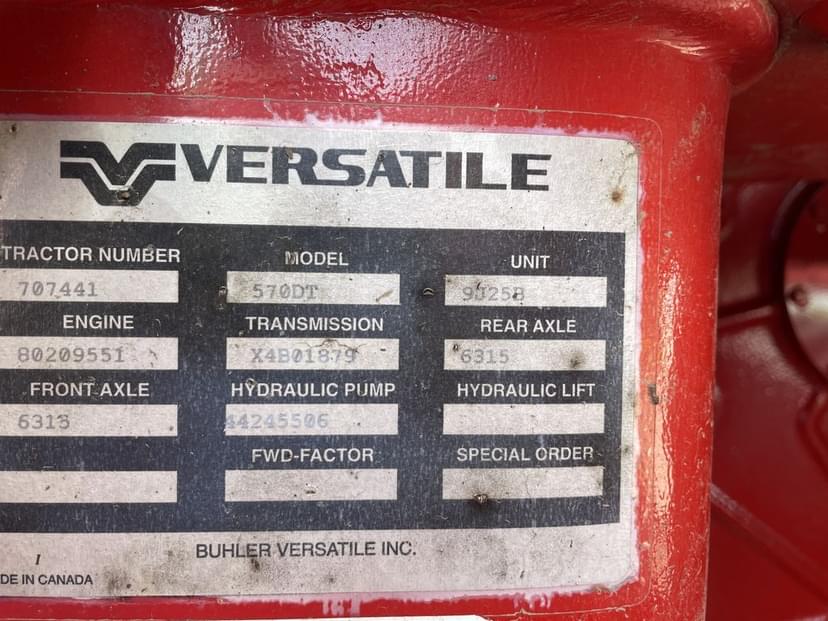 VERSATILE
TRACTOR NUMBER MODEL UNIT
707441 570DT
ENGINE TRANSMISSION REAR AXLE
80209551 X4B01879 6315
FRONT AXLE HYDRAULIC PUMP HYDRAULIC LIFT
6313 44245506
FWD-FACTOR SPECIAL ORDER
BUHLER VERSATILE INC.
I
DE IN CANADA